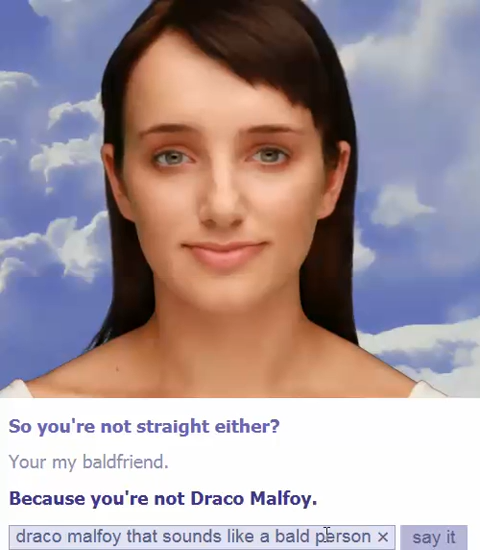 So you're not straight either?
Your my baldfriend.
Because you're not Draco Malfoy.
draco malfoy that sounds like a bald person × say it